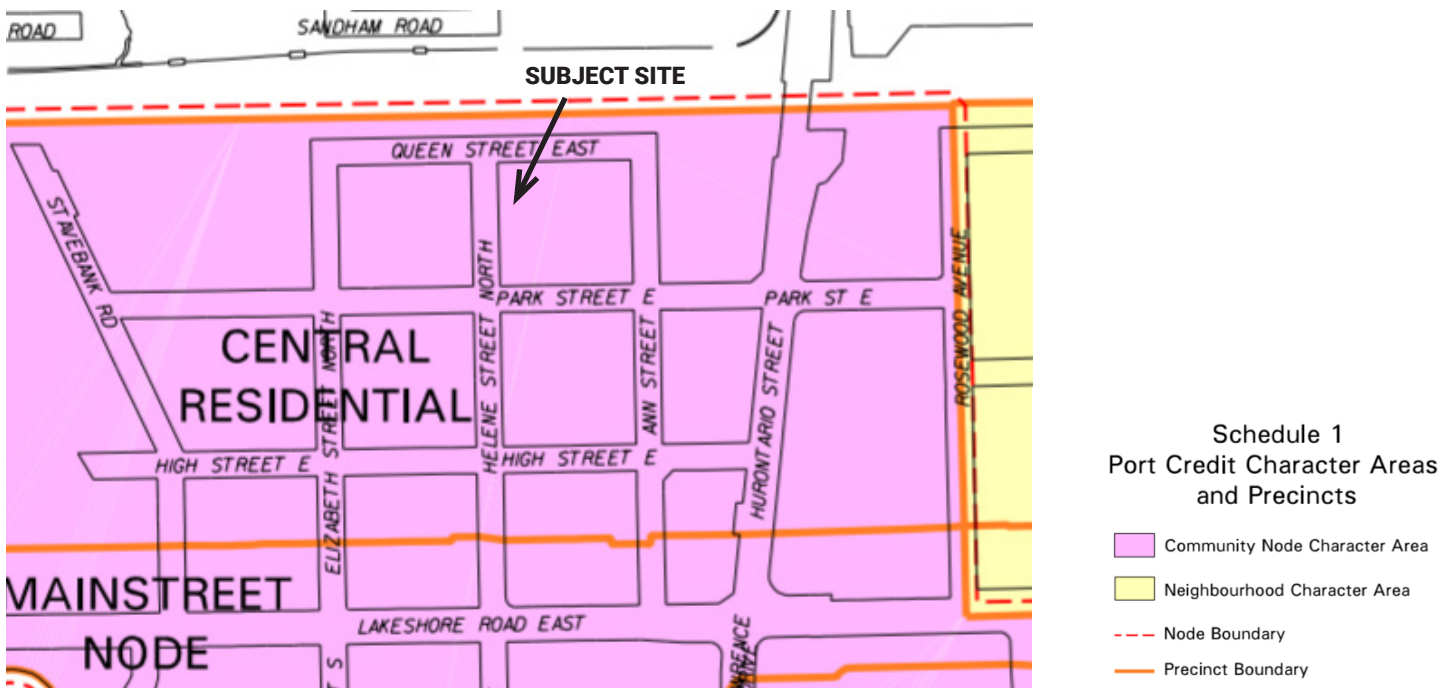 ROAD
SANDHAM ROAD
SUBJECT SITE
QUEEN STREET EAST
STAVEBANK RD
HELENE STREET NORTH
PARK STREET E
PARK ST E
ROSEWOOD AVENUE
CENTRAL
RESIDENTIAL
ELIZABETH STREET NORTH
ANN STREET
HURONTARIO STREET
HIGH STREET E
HIGH STREET E
MAINSTREET
NODE
LAKESHORE ROAD EAST
Schedule 1
Port Credit Character Areas
and Precincts
Community Node Character Area
Neighbourhood Character Area
Node Boundary
Precinct Boundary